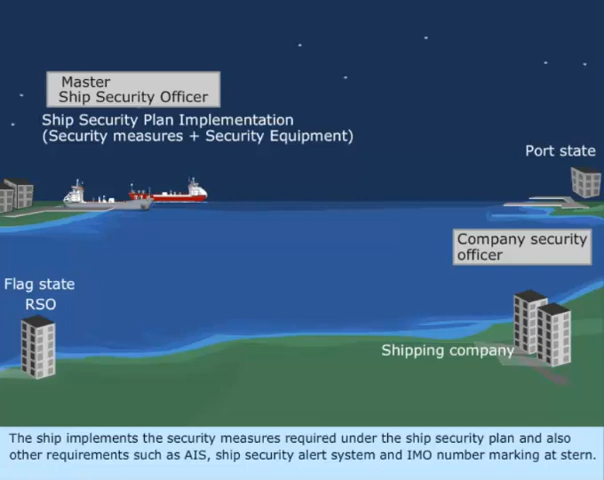 Master
Ship Security Officer
Ship Security Plan Implementation
(Security measures + Security Equipment)
Port state
Company security
officer
Flag state
RSO
Shipping company
The ship implements the security measures required under the ship security plan and also
other requirements such as AIS, ship security alert system and IMO number marking at stern.